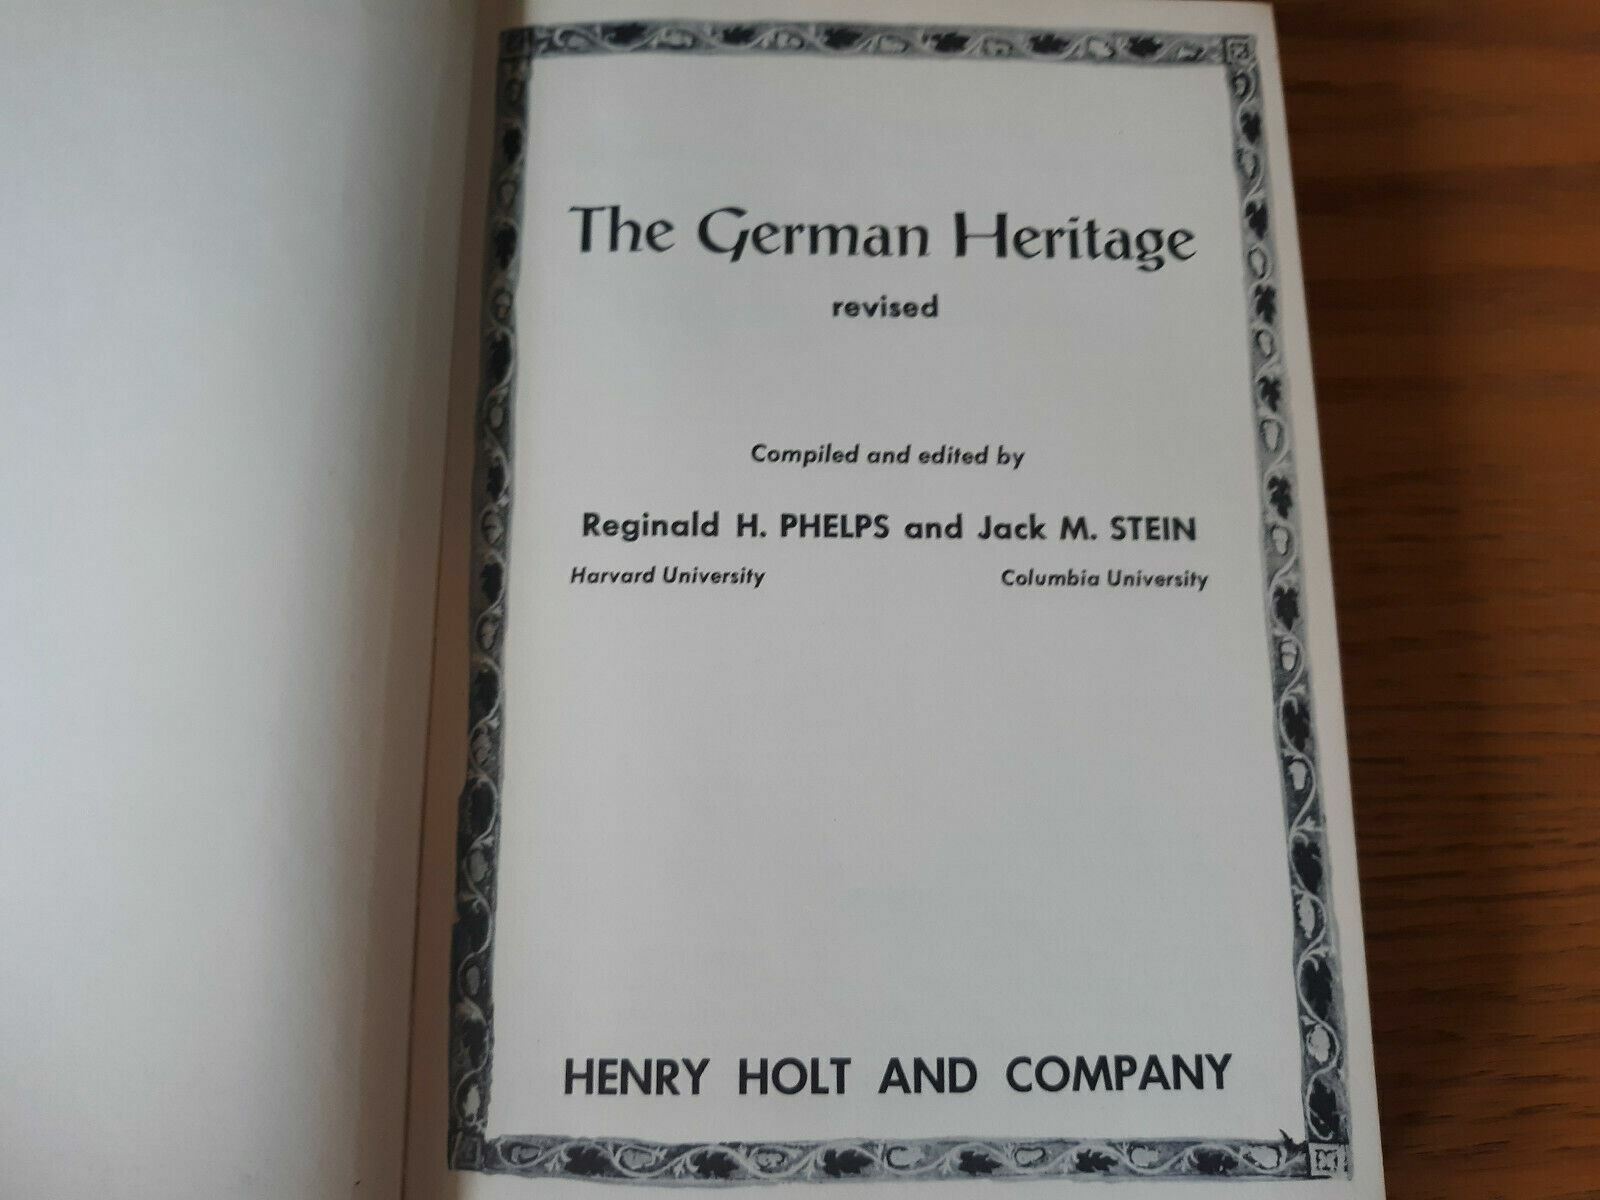 The German Heritage
revised
Compiled and edited by
Reginald H. PHELPS and Jack M. STEIN
Harvard University Columbia University
HENRY HOLT AND COMPANY